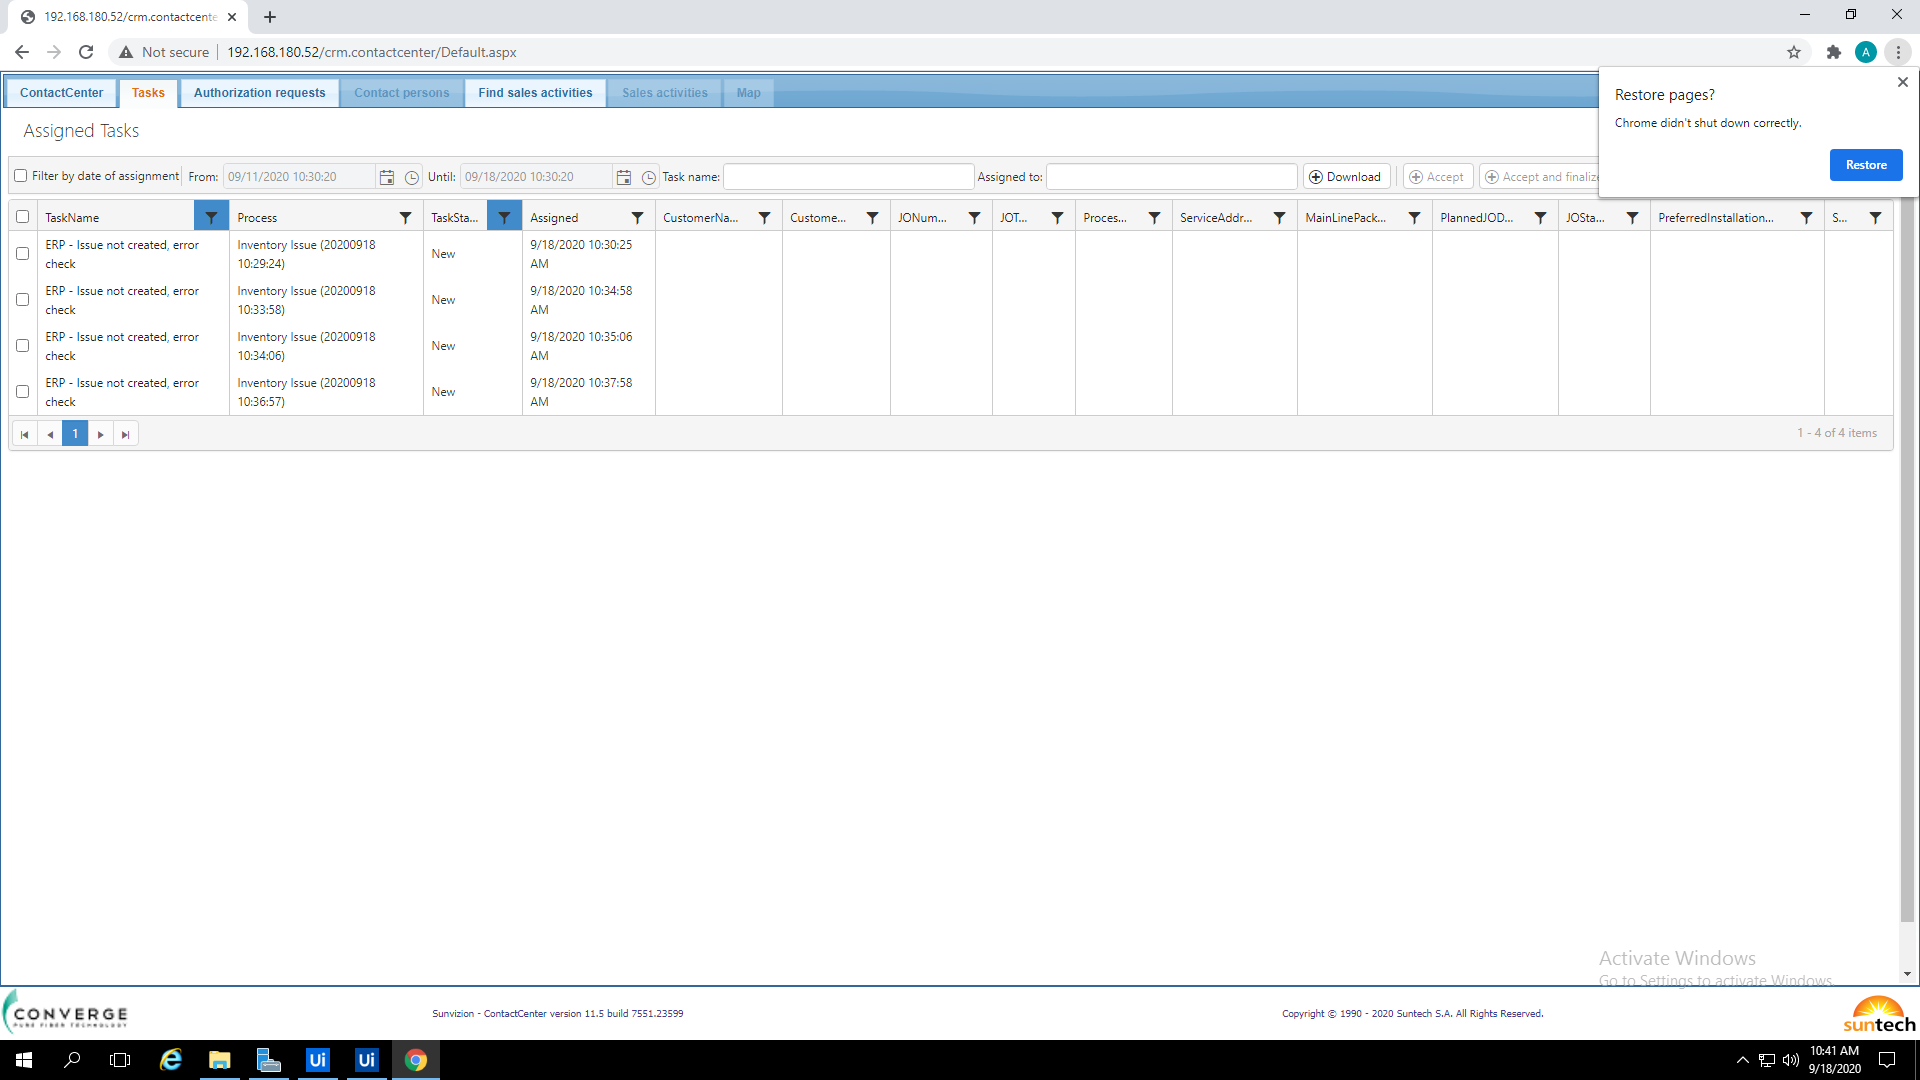 192.168.180.52/crm.contactcente
Not secure
192.168.180.52/crm.contactcenter/Default.aspx
A
Restore pages?
Chrome didn't shut down correctly.
Restore
ContactCenter
Tasks
Authorization requests
Contact persons
Find sales activities
Sales activities
Map
Assigned Tasks
Filter by date of assignment
From:
09/11/2020 10:30:20
Until:
09/18/2020 10:30:20
Task name:
Assigned to:
Download
Accept
Accept and finalize
TaskName
Process
TaskSta...
Assigned
CustomerNa...
Custome...
JONum...
JOT...
Proces...
ServiceAddr...
MainLinePack...
PlannedJOD...
JOSta...
PreferredInstallation...
S...
ERP - Issue not created, error
check
Inventory Issue (20200918
10:29:24)
New
9/18/2020 10:30:25
AM
ERP - Issue not created, error
check
Inventory Issue (20200918
10:33:58)
New
9/18/2020 10:34:58
AM
ERP - Issue not created, error
check
Inventory Issue (20200918
10:34:06)
New
9/18/2020 10:35:06
AM
ERP - Issue not created, error
check
Inventory Issue (20200918
10:36:57)
New
9/18/2020 10:37:58
AM
1
1 - 4 of 4 items
Activate Windows
Go to Settings to activate Windows.
CONVERGE
PURE FIBER TECHNOLOGY
Sunvizion - ContactCenter version 11.5 build 7551.23599
Copyright © 1990 - 2020 Suntech S.A. All Rights Reserved.
suntech
Ui
Ui
10:41 AM
9/18/2020